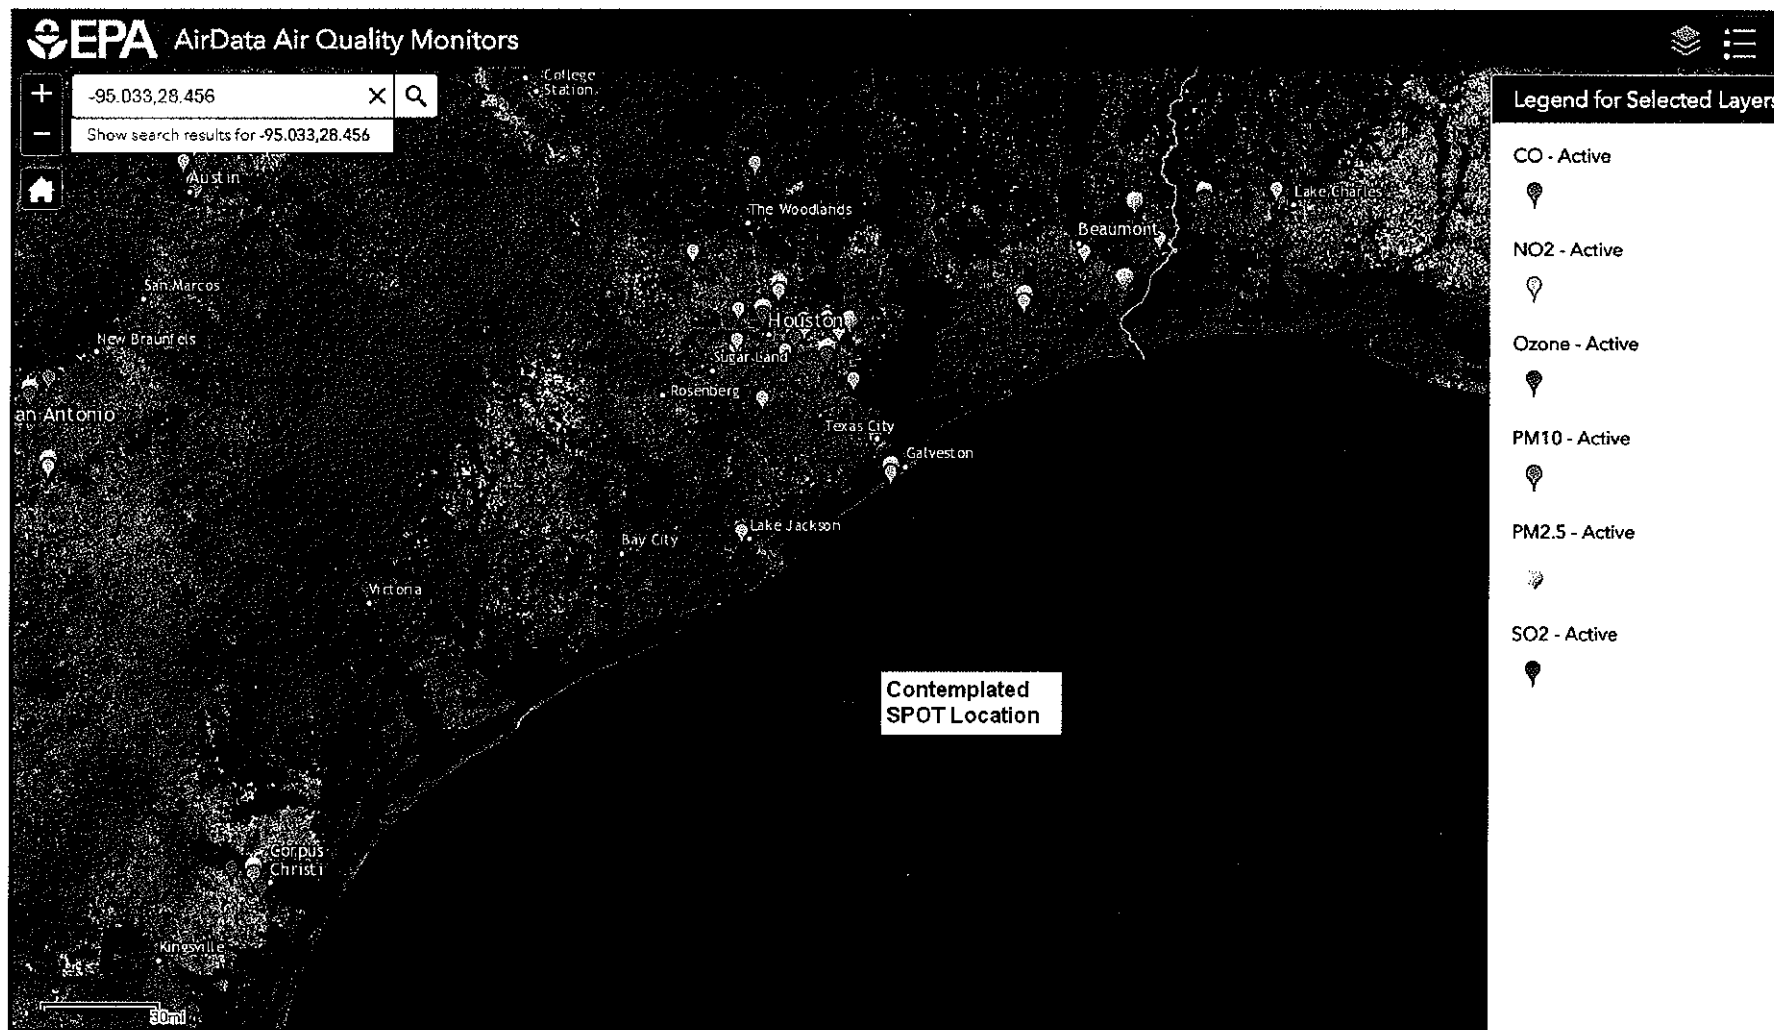 EPA AirData Air Quality Monitors
+
-95.033,28.456
Show search results for -95.033,28.456
−
Legend for Selected Layers
CO - Active
NO2 - Active
Ozone - Active
PM10 - Active
PM2.5 - Active
SO2 - Active
College
Station
Austin
The Woodlands
Lake Charles
Beaumont
San Marcos
Houston
New Braunfels
Sugar Land
Rosenberg
an Antonio
Texas City
Galveston
Lake Jackson
Bay City
Victoria
Contemplated
SPOT Location
Corpus
Christi
Kingsville
30mi